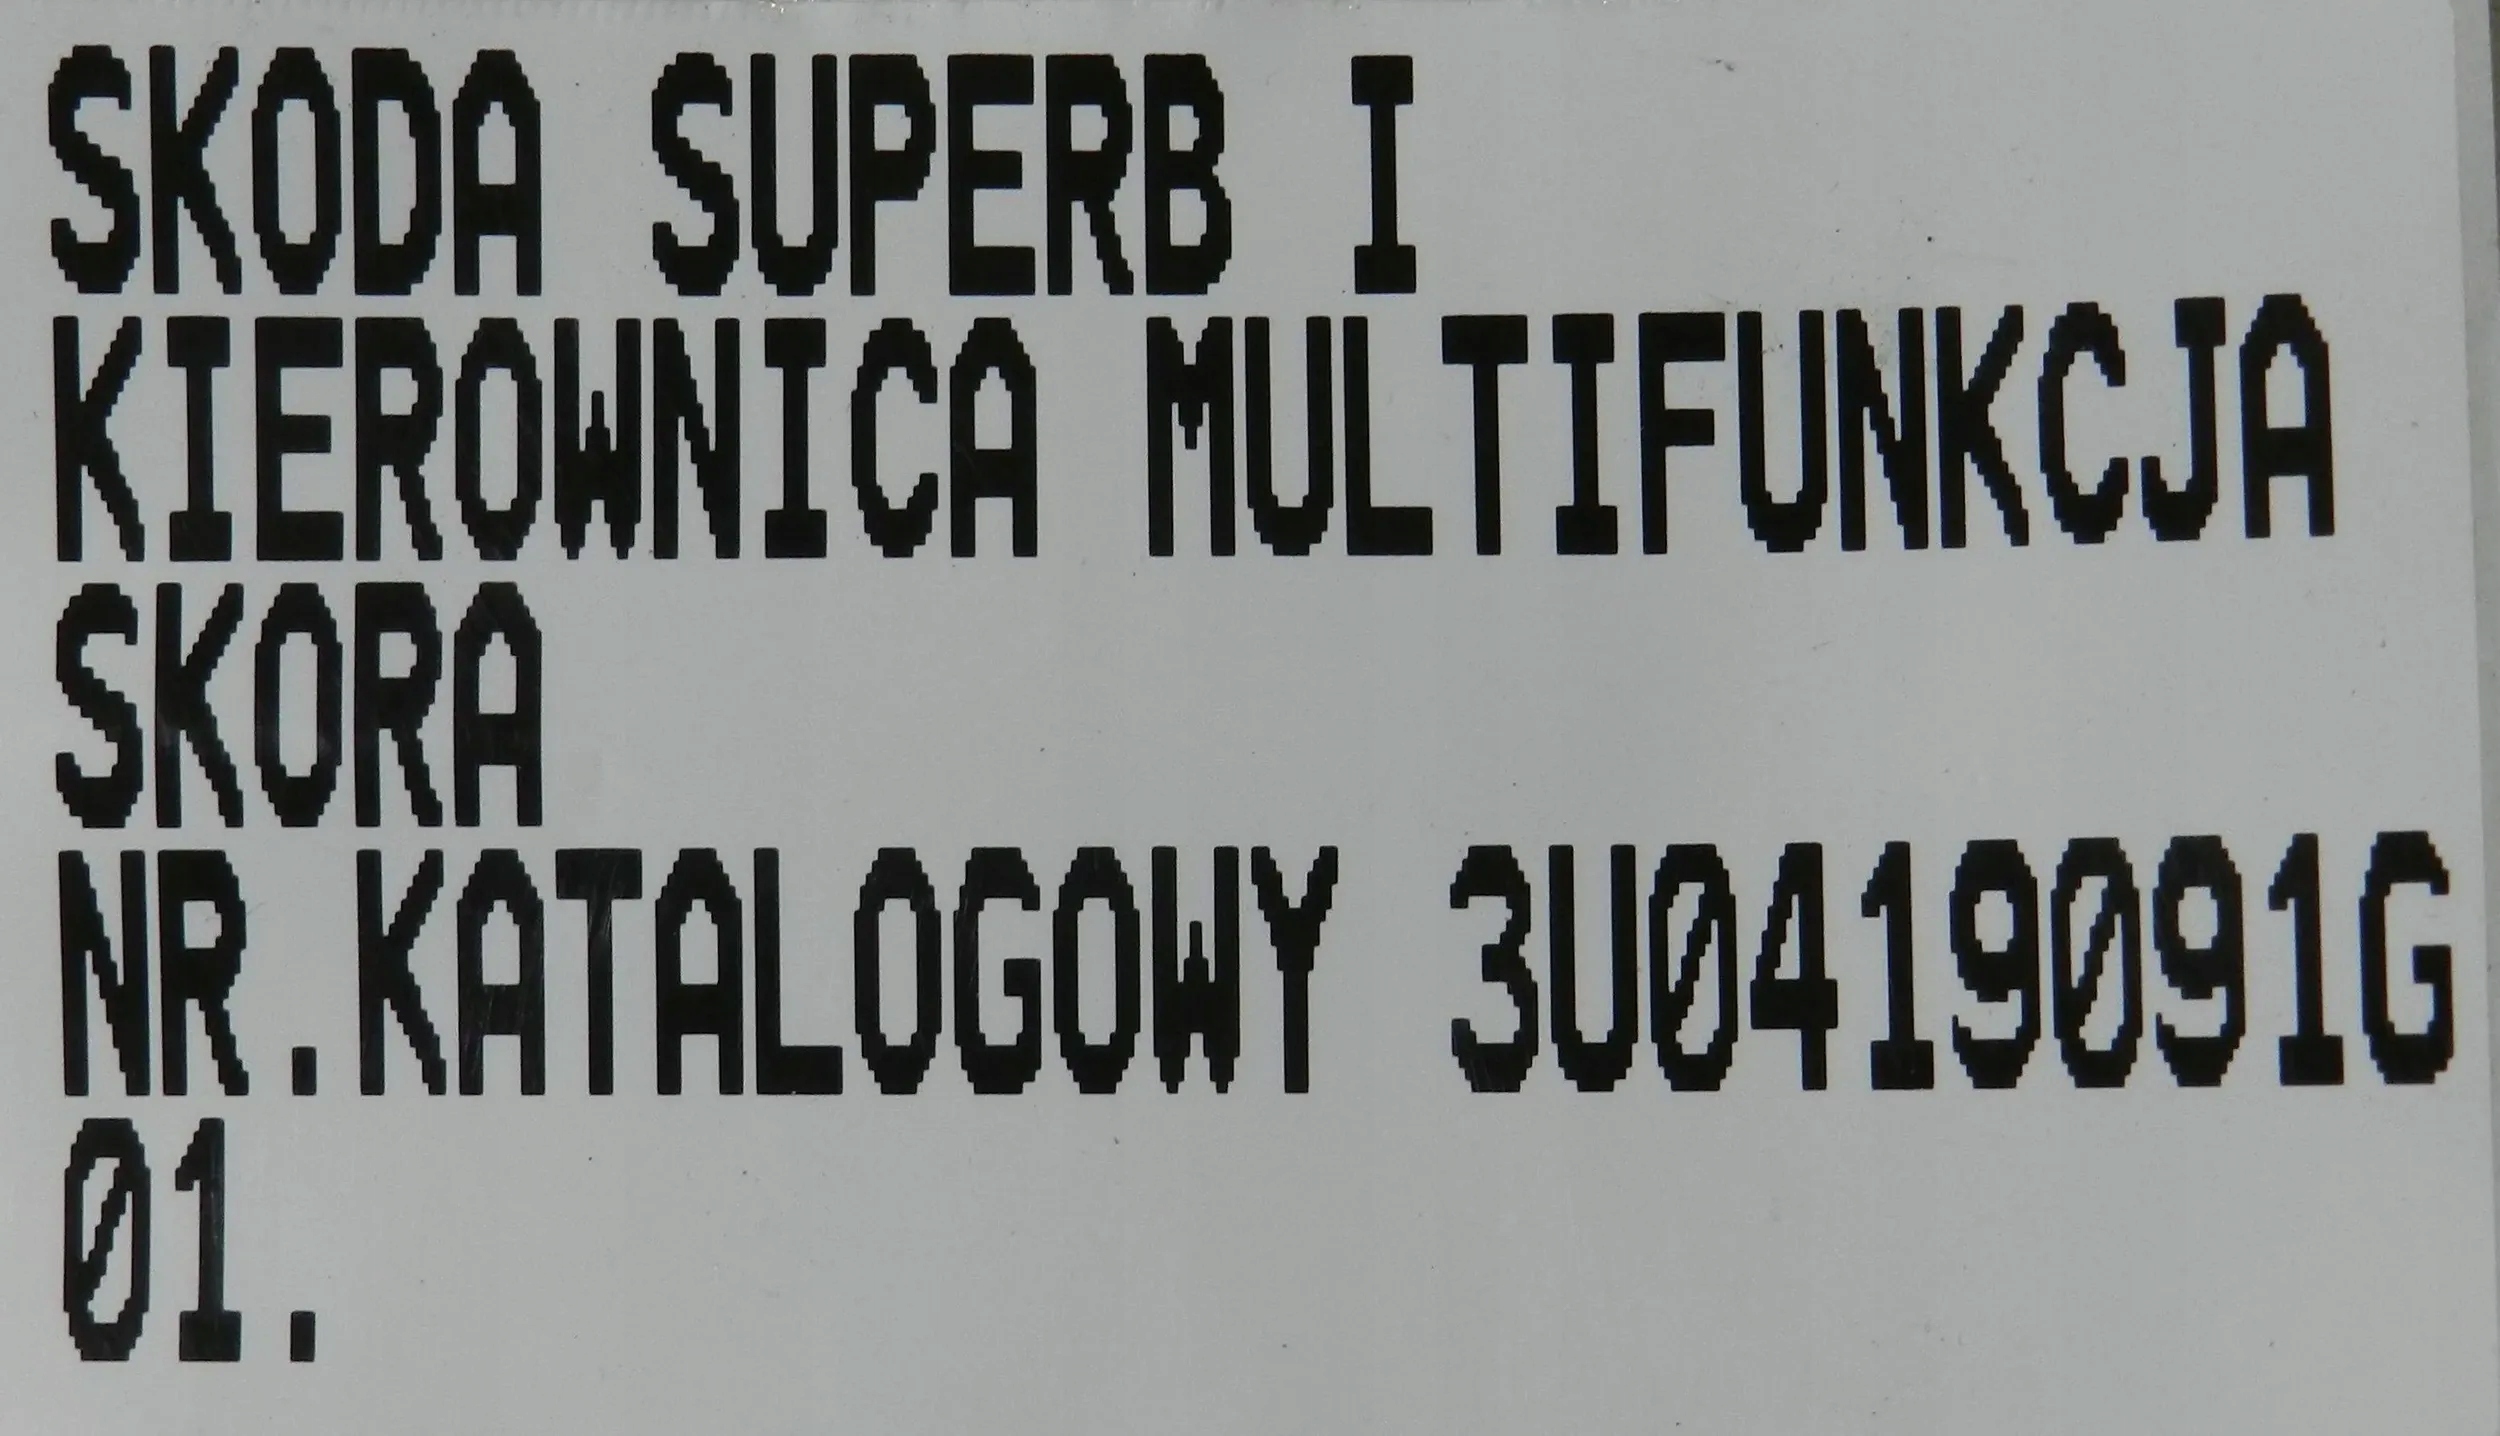 SKODA SUPERB I
KIEROWNICA MULTIFUNKCJA
SKORA
NR.KATALOGOWY 3U0419091G
01.